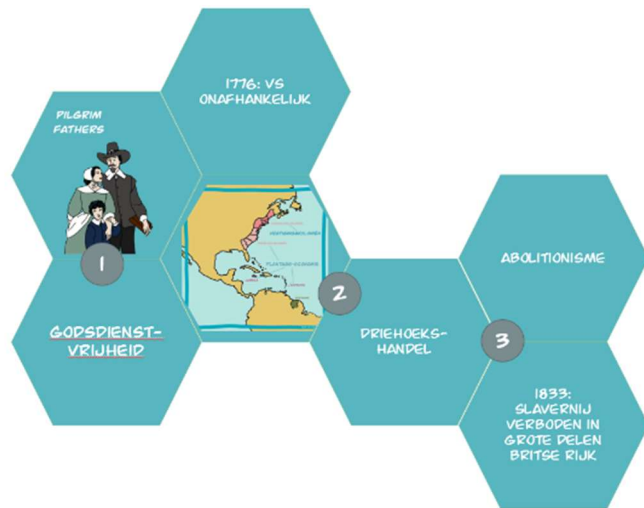 1776: VS
ONAFHANKELIJK
PILGRIM
FATHERS
1
GODSDIENST-
VRIJHEID
2
DRIEHOEKS-
HANDEL
ABOLITIONISME
3
1833:
SLAVERNIJ
VERBODEN IN
GROTE DELEN
BRITSE RIJK